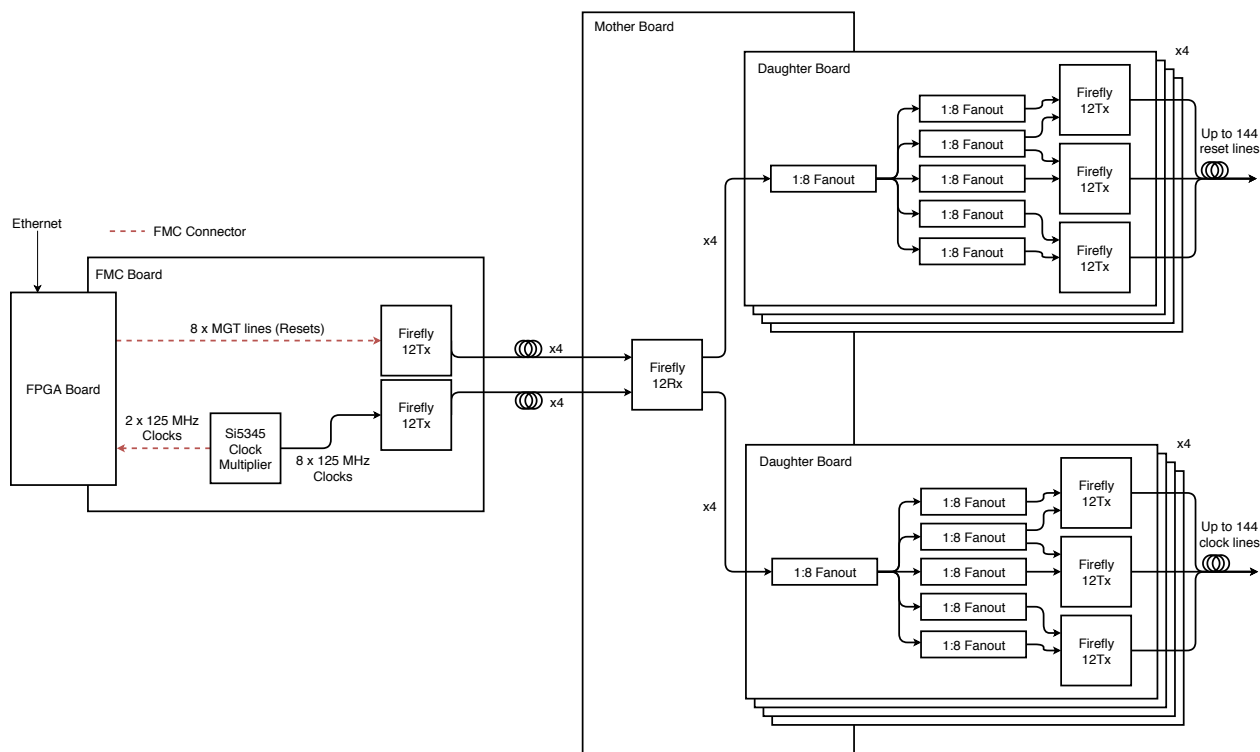 Mother Board
Daughter Board
x4
Firefly
12Tx
1:8 Fanout
1:8 Fanout
1:8 Fanout
1:8 Fanout
1:8 Fanout
1:8 Fanout
Firefly
12Tx
Firefly
12Tx
Up to 144
reset lines
x4
Ethernet
FMC Connector
FMC Board
FPGA Board
8 x MGT lines (Resets)
Firefly
12Tx
x4
2 x 125 MHz
Clocks
Si5345
Clock
Multiplier
8 x 125 MHz
Clocks
Firefly
12Tx
x4
Firefly
12Rx
x4
Daughter Board
x4
Firefly
12Tx
1:8 Fanout
1:8 Fanout
1:8 Fanout
1:8 Fanout
1:8 Fanout
1:8 Fanout
Firefly
12Tx
Firefly
12Tx
Up to 144
clock lines